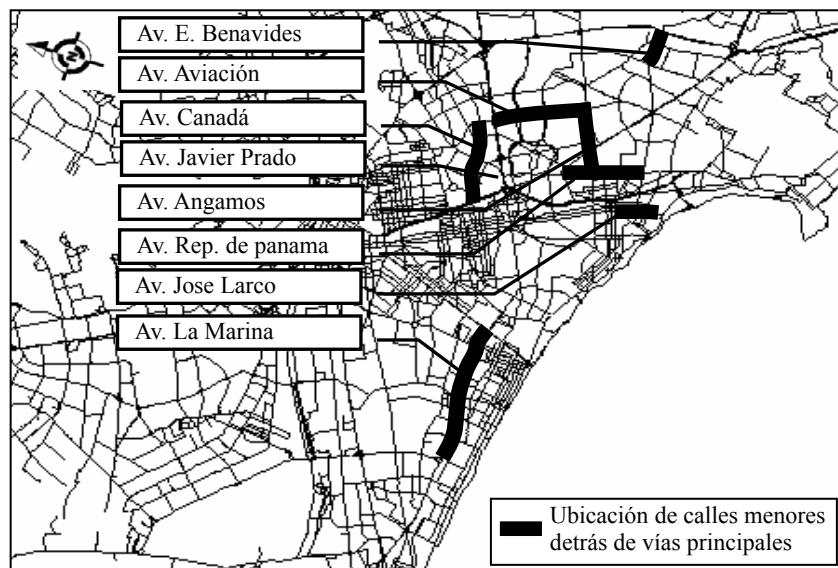 Av. E. Benavides
Av. Aviación
Av. Canadá
Av. Javier Prado
Av. Angamos
Av. Rep. de panama
Av. Jose Larco
Av. La Marina
Ubicación de calles menores
detrás de vías principales